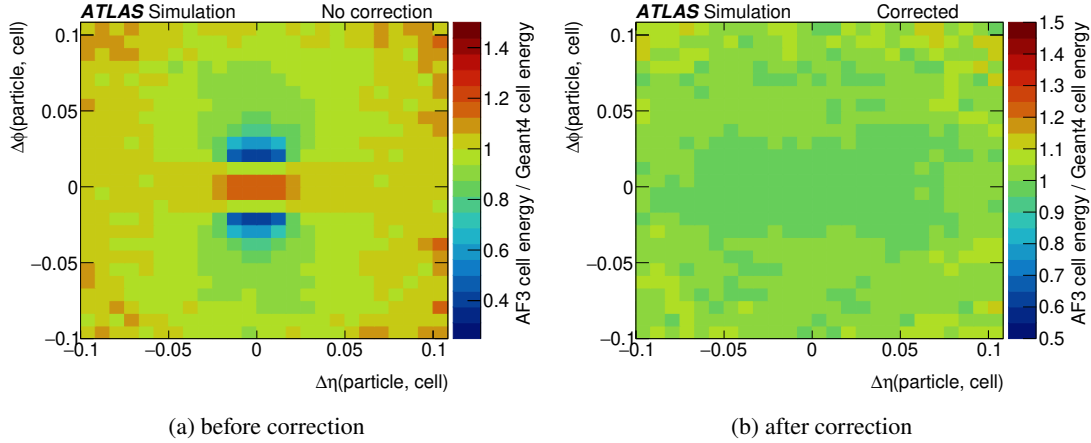 ATLAS Simulation No correction
Δϕ(particle, cell)
0.1
0.05
0
−0.05
−0.1
−0.1 −0.05 0 0.05 0.1
Δη(particle, cell)
1.4
1.2
1
0.8
0.6
0.4
AF3 cell energy / Geant4 cell energy
(a) before correction
ATLAS Simulation Corrected
Δϕ(particle, cell)
0.1
0.05
0
−0.05
−0.1
−0.1 −0.05 0 0.05 0.1
Δη(particle, cell)
1.5
1.4
1.3
1.2
1.1
1
0.9
0.8
0.7
0.6
0.5
AF3 cell energy / Geant4 cell energy
(b) after correction